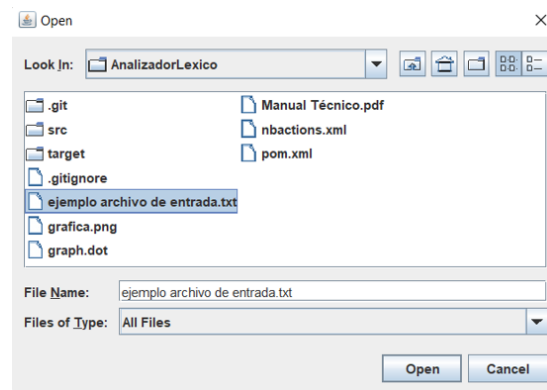 Open
Look In: AnalizadorLexico
.git
src
target
.gitignore
ejemplo archivo de entrada.txt
grafica.png
graph.dot
Manual Técnico.pdf
nbactions.xml
pom.xml
File Name: ejemplo archivo de entrada.txt
Files of Type: All Files
Open Cancel